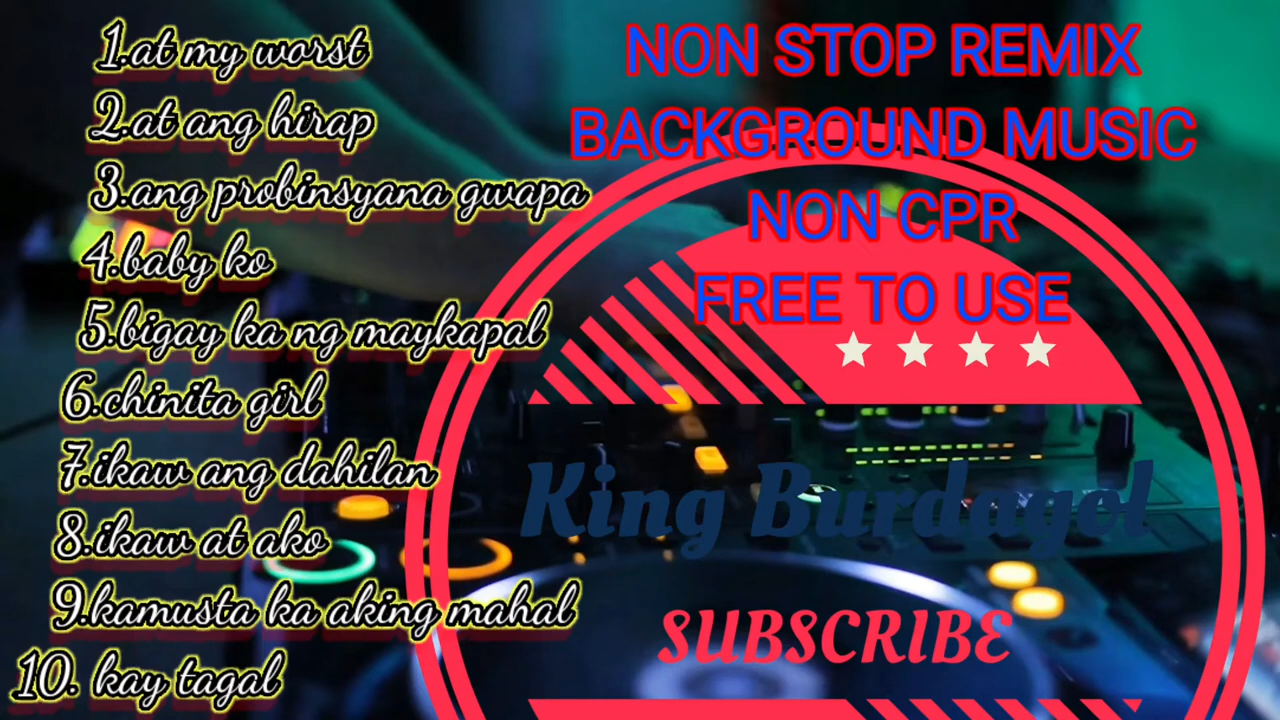 1.at my worst
2.at ang hirap
3.ang probinsyana gwapa
4.baby ko
5.bigay ka ng maykapal
6.chinita girl
7.ikaw ang dahilan
8.ikaw at ako
9.kamusta ka aking mahal
10. kay tagal
NON STOP REMIX
BACKGROUND MUSIC
NON CPR
FREE TO USE
King Burdagol
SUBSCRIBE